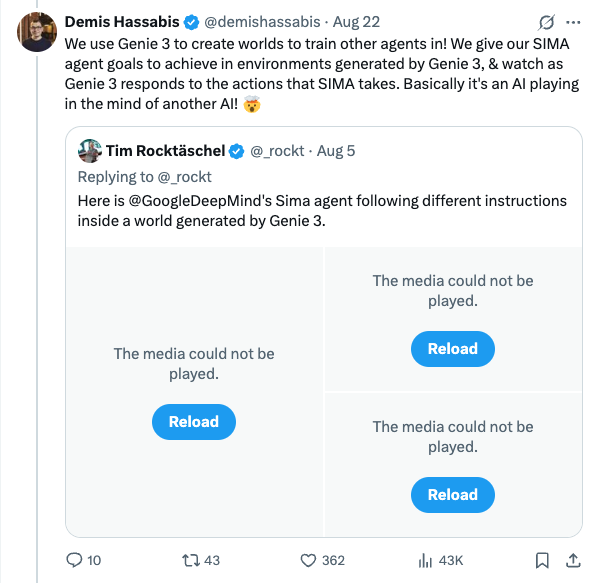 Demis Hassabis @demishassabis · Aug 22
We use Genie 3 to create worlds to train other agents in! We give our SIMA
agent goals to achieve in environments generated by Genie 3, & watch as
Genie 3 responds to the actions that SIMA takes. Basically it's an AI playing
in the mind of another AI! 🤯
Tim Rocktäschel @_rockt · Aug 5
Replying to @_rockt
Here is @GoogleDeepMind's Sima agent following different instructions
inside a world generated by Genie 3.
The media could not be
played.
Reload
The media could not be
played.
Reload
The media could not be
played.
Reload
10 43 362 43K